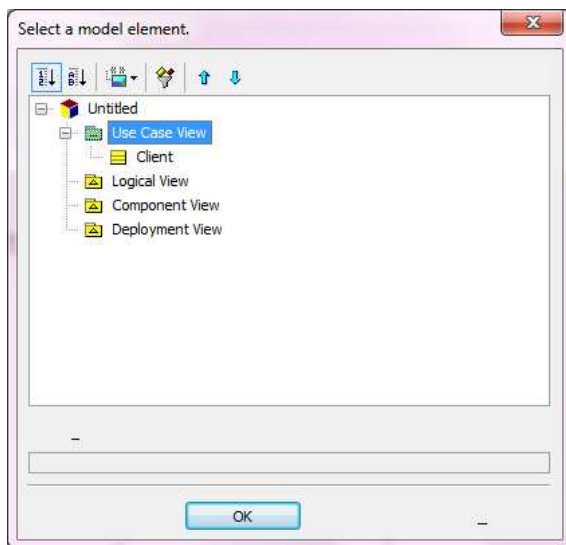 Select a model element.
Untitled
Use Case View
Client
Logical View
Component View
Deployment View
OK